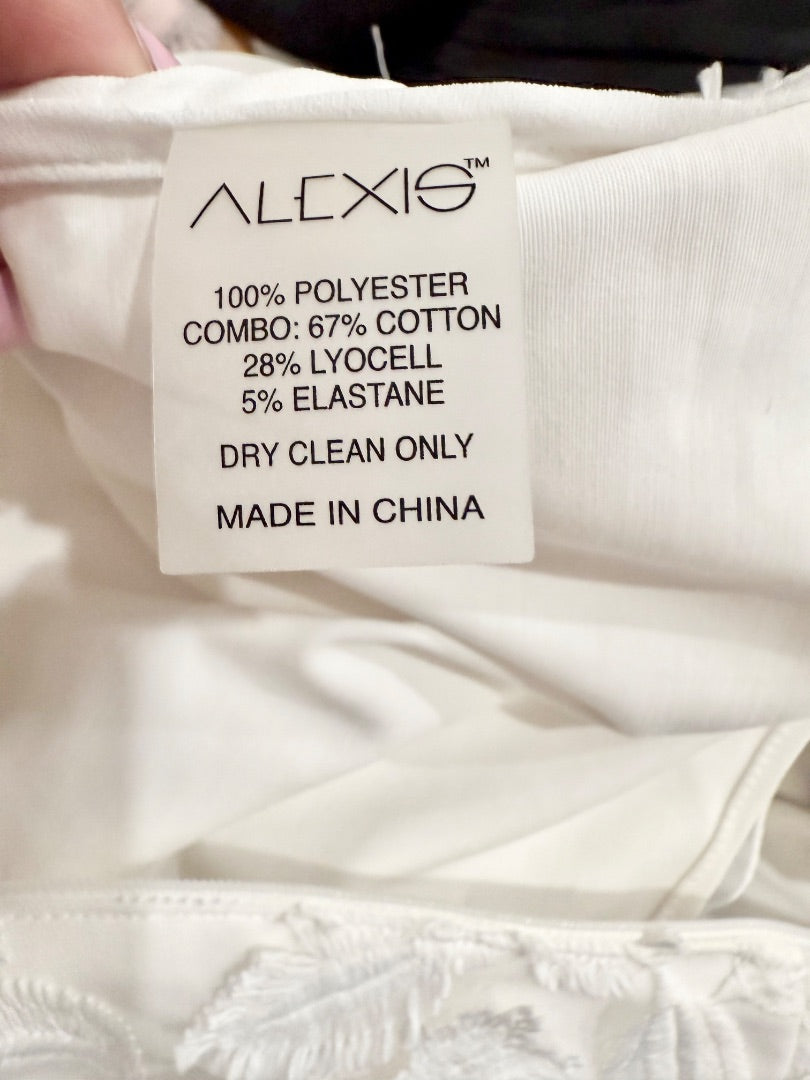 ALEXIS™
100% POLYESTER
COMBO: 67% COTTON
28% LYOCELL
5% ELASTANE
DRY CLEAN ONLY
MADE IN CHINA